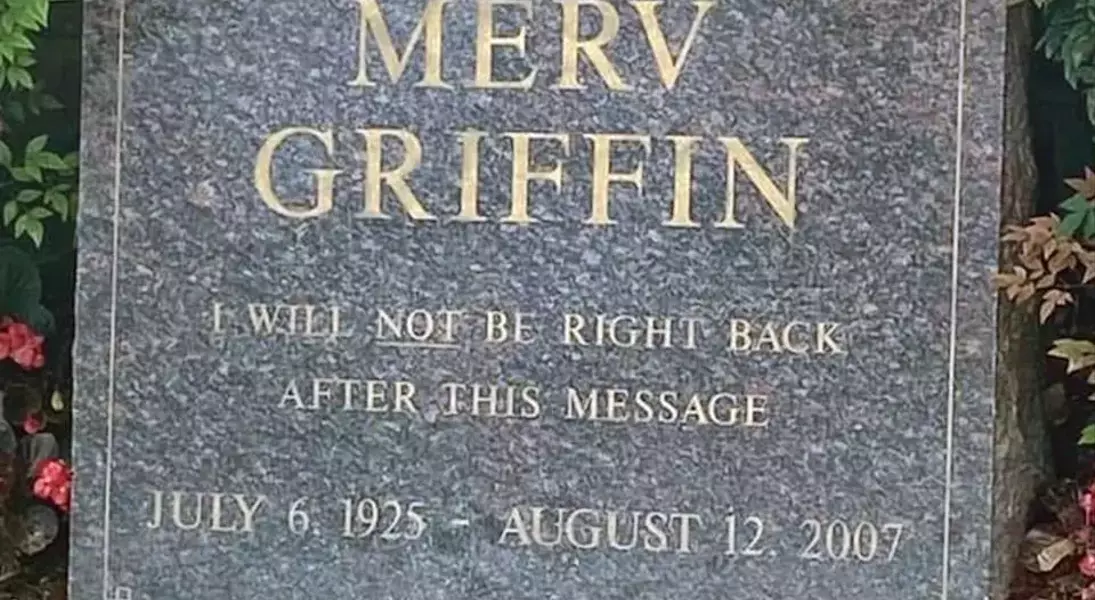 MERV
GRIFFIN
I WILL NOT BE RIGHT BACK
AFTER THIS MESSAGE
JULY 6, 1925 - AUGUST 12, 2007